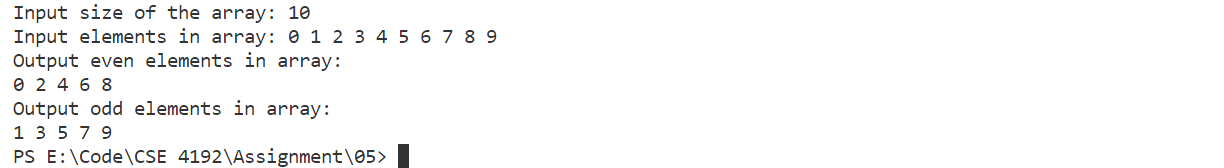 Input size of the array: 10
Input elements in array: 0 1 2 3 4 5 6 7 8 9
Output even elements in array:
0 2 4 6 8
Output odd elements in array:
1 3 5 7 9
PS E:\Code\CSE 4192\Assignment\05>